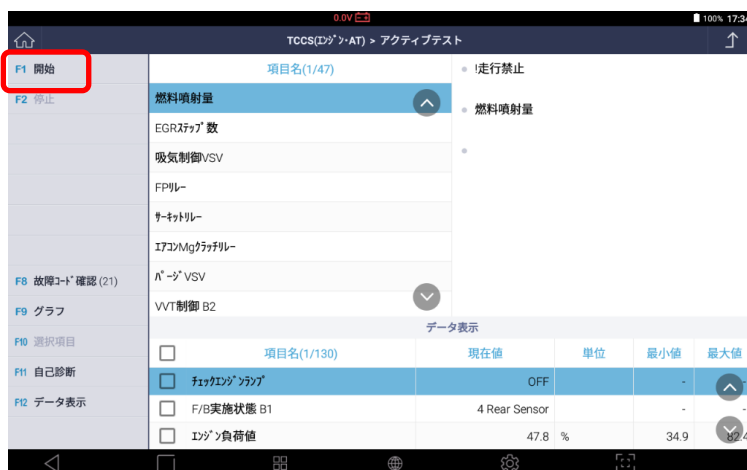 0.0V
100% 17:34
TCCS(ｴﾝｼﾞﾝ･AT) > アクティブテスト
F1 開始
F2 停止
F8 故障ｺｰﾄﾞ確認 (21)
F9 グラフ
F10 選択項目
F11 自己診断
F12 データ表示
項目名(1/47)
燃料噴射量
EGRｽﾃｯﾌﾟ数
吸気制御VSV
FPﾘﾚｰ
ｻｰｷｯﾄﾘﾚｰ
ｴｱｺﾝMgｸﾗｯﾁﾘﾚｰ
ﾊﾟｰｼﾞVSV
VVT制御 B2
!走行禁止
燃料噴射量
データ表示
項目名(1/130) 現在値 単位 最小値 最大値
ﾁｪｯｸｴﾝｼﾞﾝﾗﾝﾌﾟ OFF - -
F/B実施状態 B1 4 Rear Sensor - -
ｴﾝｼﾞﾝ負荷値 47.8 % 34.9 82.4